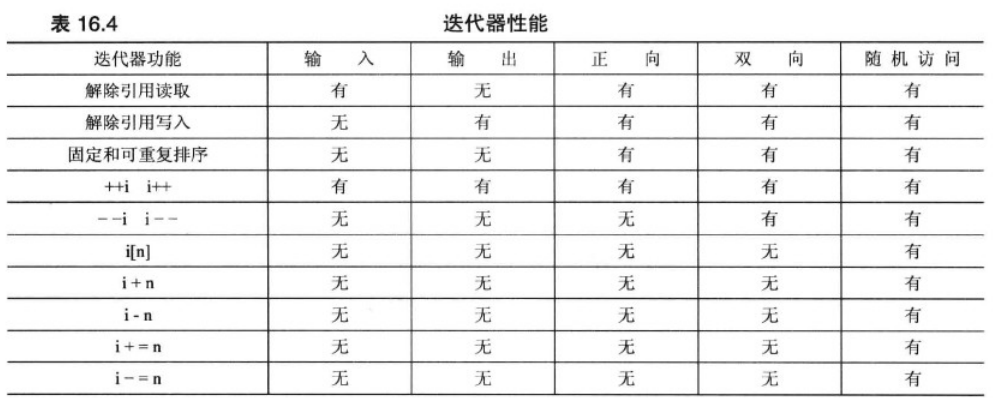 表 16.4 迭代器性能
迭代器功能 输入 输出 正向 双向 随机访问
解除引用读取 有 无 有 有 有
解除引用写入 无 有 有 有 有
固定和可重复排序 无 无 有 有 有
++i i++ 有 有 有 有 有
--i i-- 无 无 无 有 有
i[n] 无 无 无 无 有
i + n 无 无 无 无 有
i - n 无 无 无 无 有
i + = n 无 无 无 无 有
i - = n 无 无 无 无 有